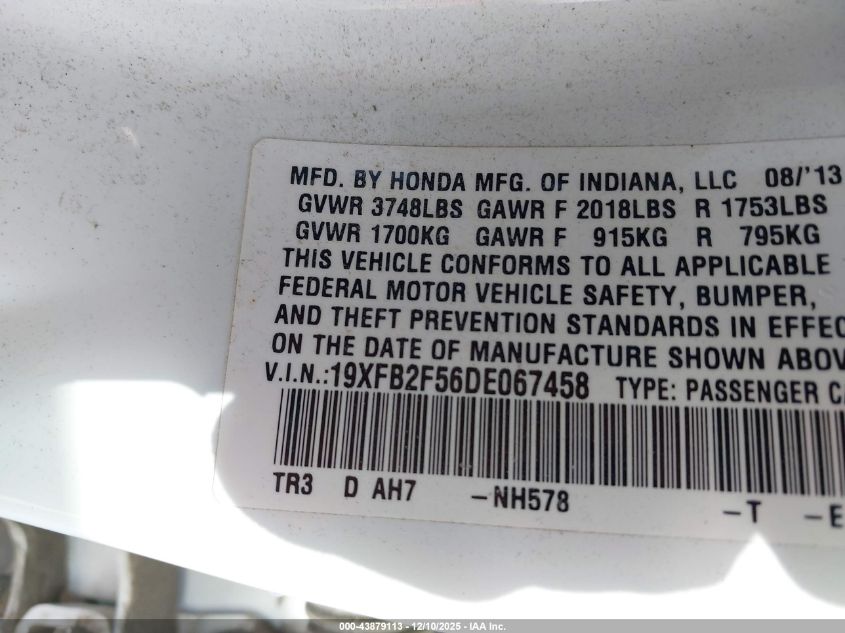 MFD. BY HONDA MFG. OF INDIANA, LLC 08/'13
GVWR 3748LBS GAWR F 2018LBS R 1753LBS
GVWR 1700KG GAWR F 915KG R 795KG
THIS VEHICLE CONFORMS TO ALL APPLICABLE
FEDERAL MOTOR VEHICLE SAFETY, BUMPER,
AND THEFT PREVENTION STANDARDS IN EFFEC
ON THE DATE OF MANUFACTURE SHOWN ABOV
V.I.N.:19XFB2F56DE067458 TYPE: PASSENGER C
TR3 D AH7 -NH578 -T -E
000-43879113 - 12/10/2025 - IAA Inc.